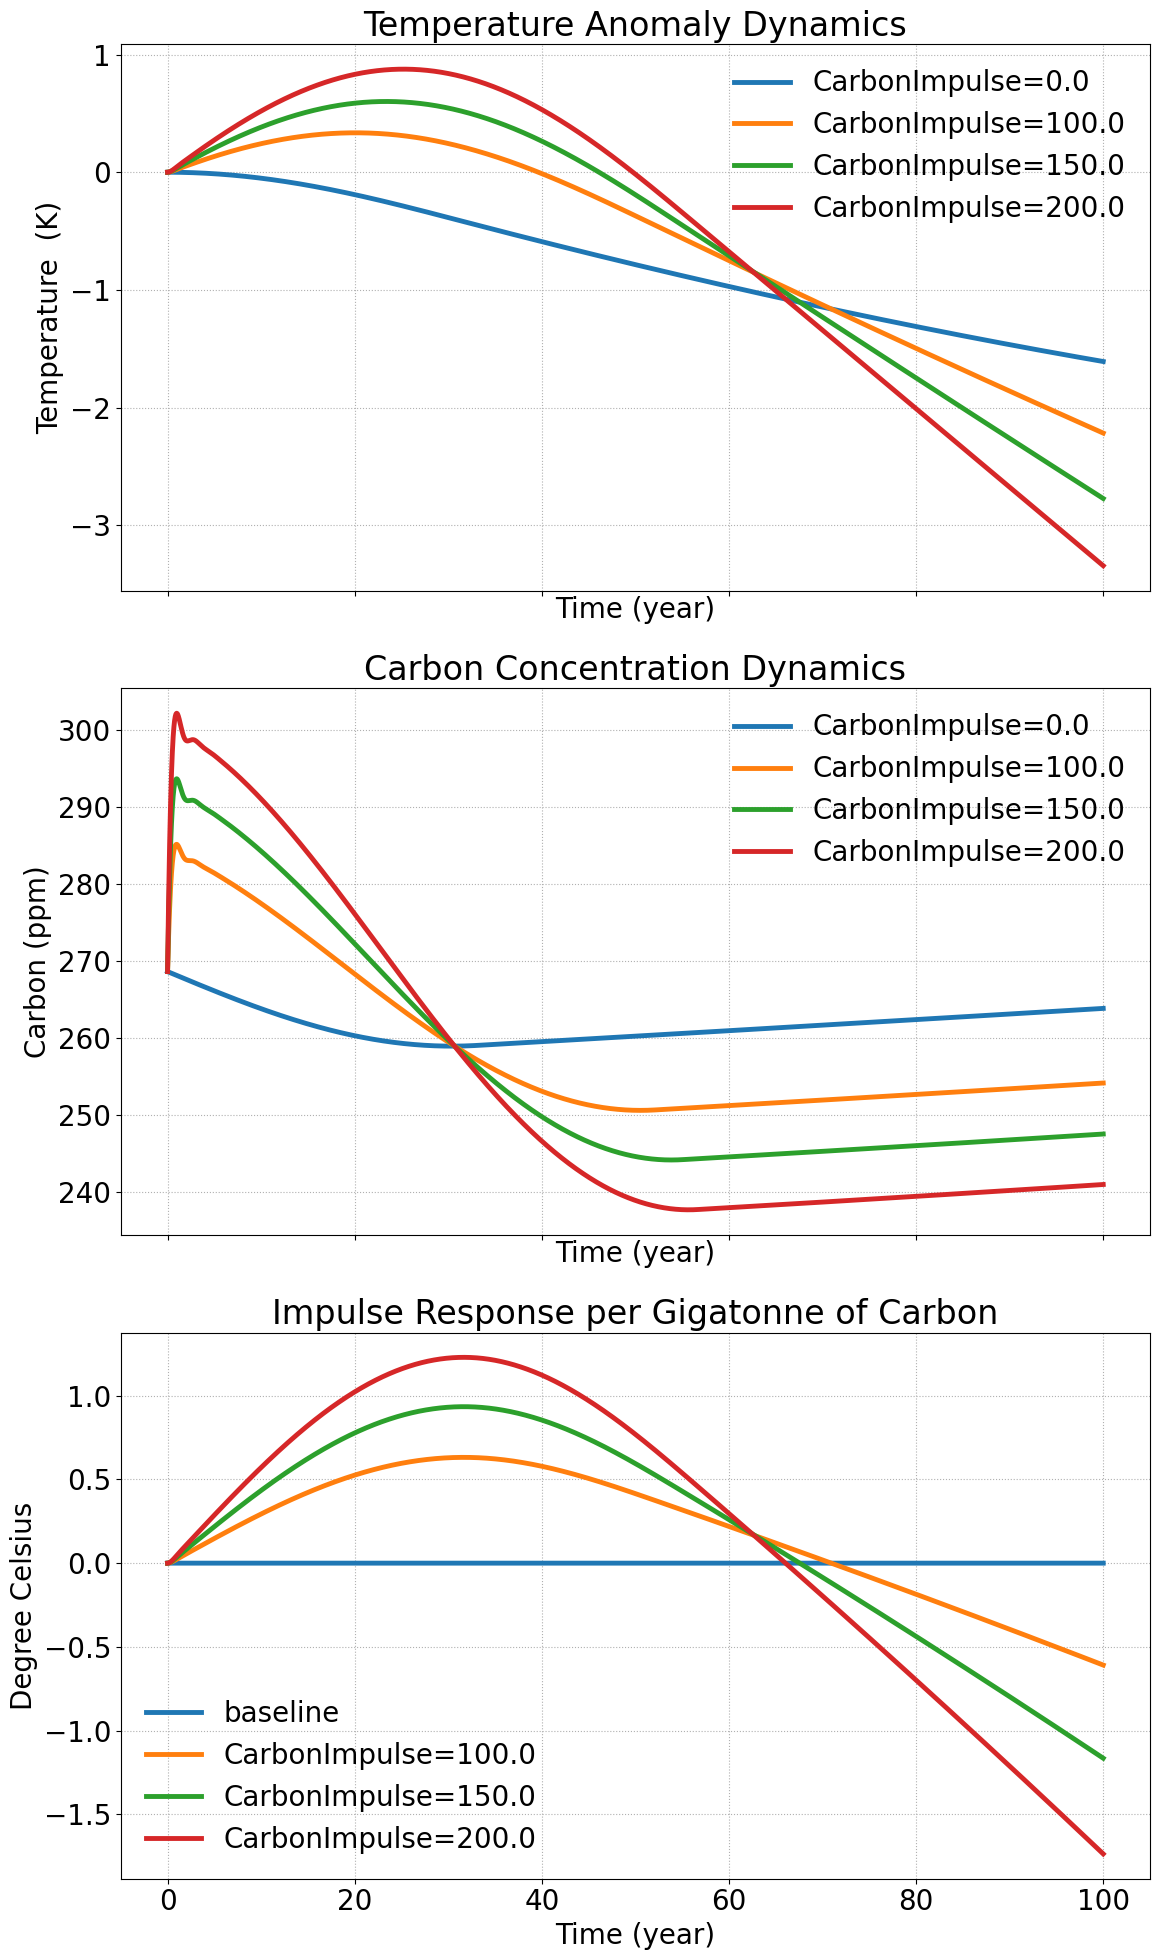 Temperature Anomaly Dynamics
1
0
−1
−2
−3
Temperature (K)
CarbonImpulse=0.0
CarbonImpulse=100.0
CarbonImpulse=150.0
CarbonImpulse=200.0
Time (year)
Carbon Concentration Dynamics
300
290
280
270
260
250
240
Carbon (ppm)
CarbonImpulse=0.0
CarbonImpulse=100.0
CarbonImpulse=150.0
CarbonImpulse=200.0
Time (year)
Impulse Response per Gigatonne of Carbon
1.0
0.5
0.0
−0.5
−1.0
−1.5
Degree Celsius
baseline
CarbonImpulse=100.0
CarbonImpulse=150.0
CarbonImpulse=200.0
0 20 40 60 80 100
Time (year)